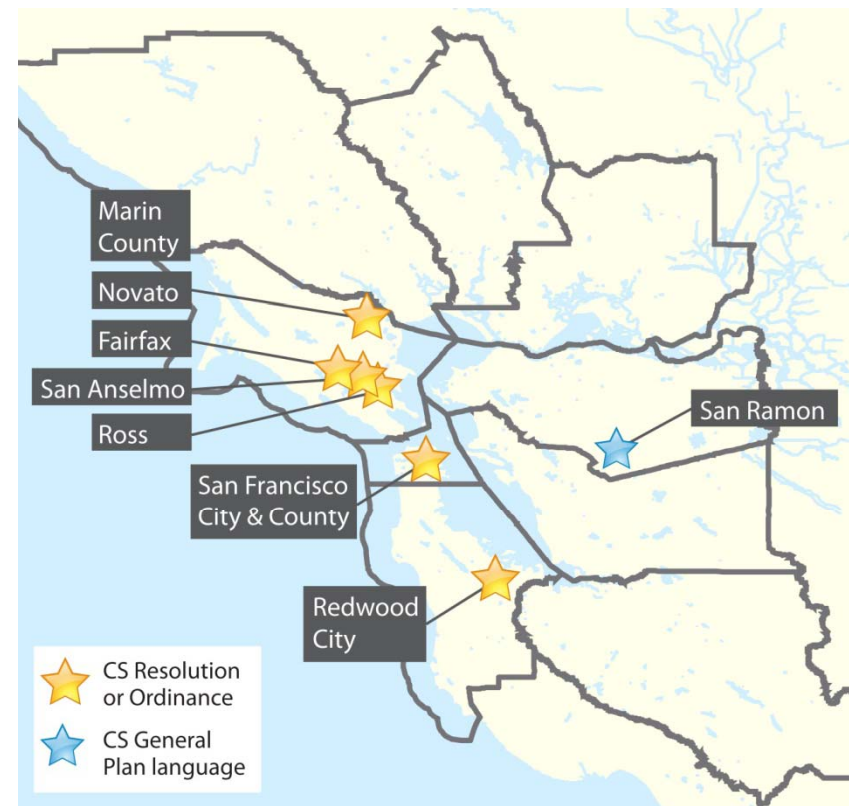 Marin
County
Novato
Fairfax
San Anselmo
Ross
San Ramon
San Francisco
City & County
Redwood
City
CS Resolution
or Ordinance
CS General
Plan language